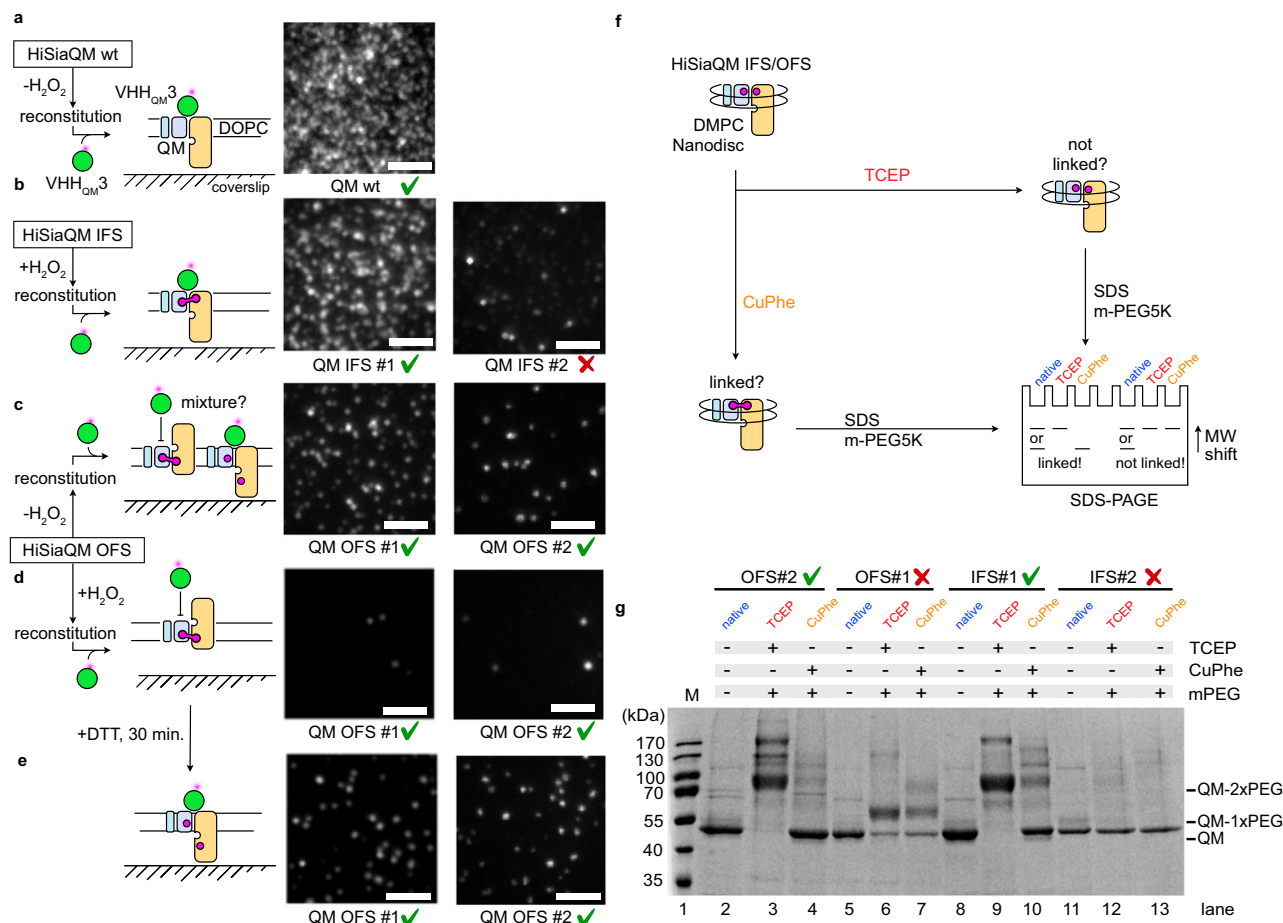 a
HiSiaQM wt
-H₂O₂
reconstitution
VHH_QM3
VHH_QM3
QM
DOPC
coverslip
QM wt ✓
b
HiSiaQM IFS
+H₂O₂
reconstitution
QM IFS #1 ✓
QM IFS #2 ✗
c
mixture?
reconstitution
-H₂O₂
HiSiaQM OFS
QM OFS #1 ✓
QM OFS #2 ✓
d
+H₂O₂
reconstitution
QM OFS #1 ✓
QM OFS #2 ✓
+DTT, 30 min.
e
QM OFS #1 ✓
QM OFS #2 ✓
f
HiSiaQM IFS/OFS
DMPC
Nanodisc
TCEP
not
linked?
CuPhe
SDS
m-PEG5K
linked?
SDS
m-PEG5K
native TCEP CuPhe native TCEP CuPhe
or
linked!
or
not linked!
MW
shift
SDS-PAGE
g
OFS#2 ✓ OFS#1 ✗ IFS#1 ✓ IFS#2 ✗
native TCEP CuPhe native TCEP CuPhe native TCEP CuPhe native TCEP CuPhe
- + - - + - - + - - + - TCEP
- - + - - + - - + - - + CuPhe
M - + + - + + - + + - + + mPEG
(kDa)
170
130
100
70
55
40
35
QM-2xPEG
QM-1xPEG
QM
1 2 3 4 5 6 7 8 9 10 11 12 13 lane